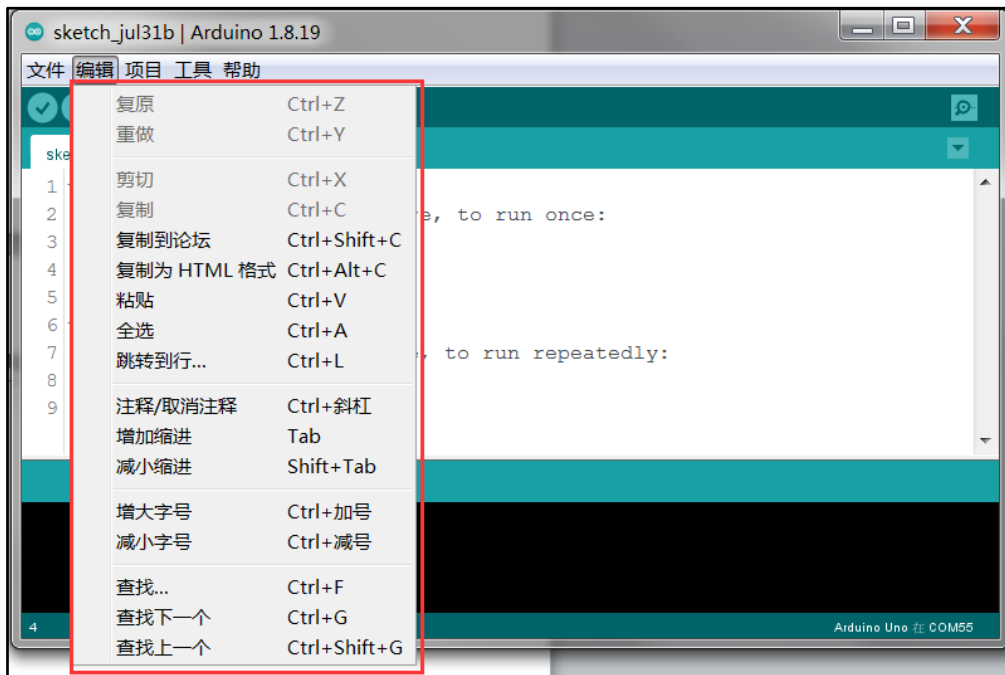 sketch_jul31b | Arduino 1.8.19
文件 编辑 项目 工具 帮助
复原 Ctrl+Z
重做 Ctrl+Y
ske
剪切 Ctrl+X
1
复制 Ctrl+C
2 e, to run once:
复制到论坛 Ctrl+Shift+C
3
复制为 HTML 格式 Ctrl+Alt+C
4
粘贴 Ctrl+V
5
全选 Ctrl+A
6
跳转到行... Ctrl+L
7 , to run repeatedly:
8
注释/取消注释 Ctrl+斜杠
9
增加缩进 Tab
减小缩进 Shift+Tab
增大字号 Ctrl+加号
减小字号 Ctrl+减号
查找... Ctrl+F
查找下一个 Ctrl+G
4 Arduino Uno 在 COM55
查找上一个 Ctrl+Shift+G